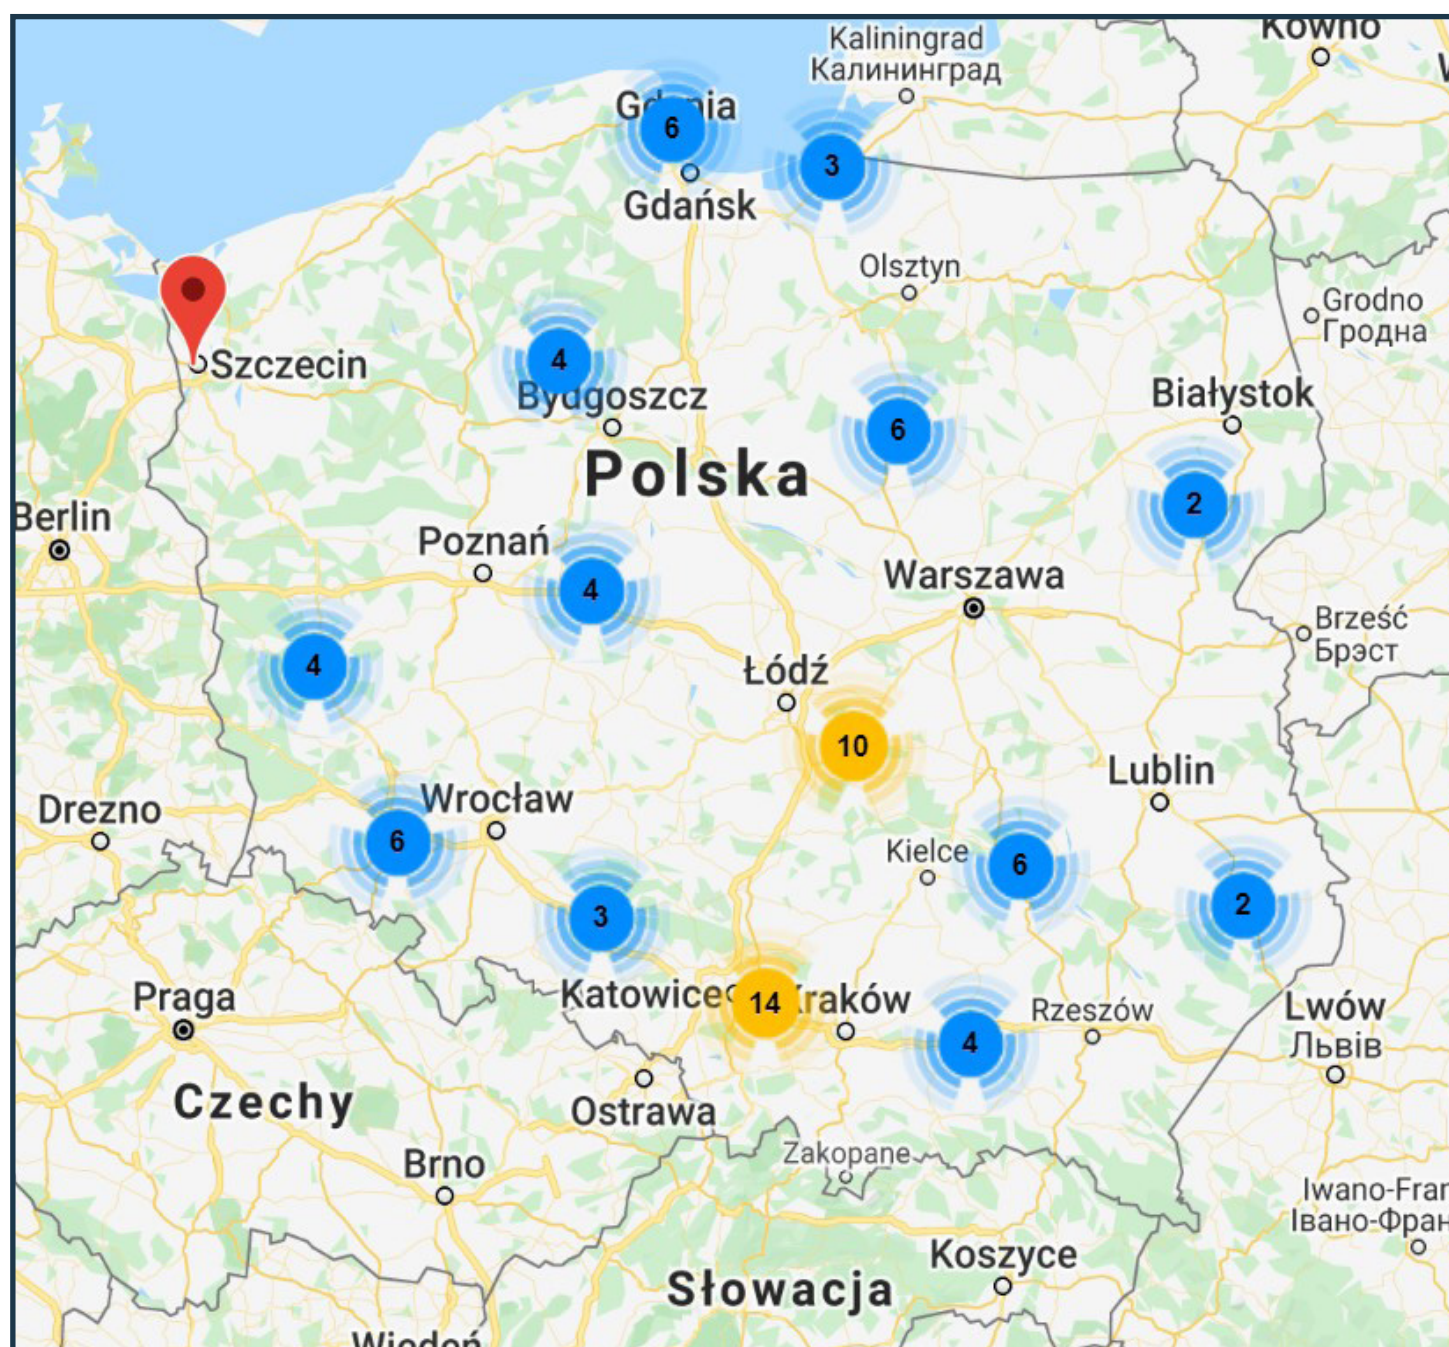 Kowno
Kaliningrad
Калининград
Gdynia
6
3
Gdańsk
Olsztyn
Grodno
Гродна
4
Szczecin
Bydgoszcz
Białystok
6
Polska
2
Berlin
Poznań
Warszawa
4
Brześć
Брэст
4
Łódź
10
Lublin
Wrocław
Drezno
6
Kielce
6
2
3
Katowice
14
Kraków
Praga
Rzeszów
Lwów
Львів
4
Czechy
Ostrawa
Zakopane
Brno
Iwano-Fran
Івано-Фран
Koszyce
Słowacja
Wiedeń